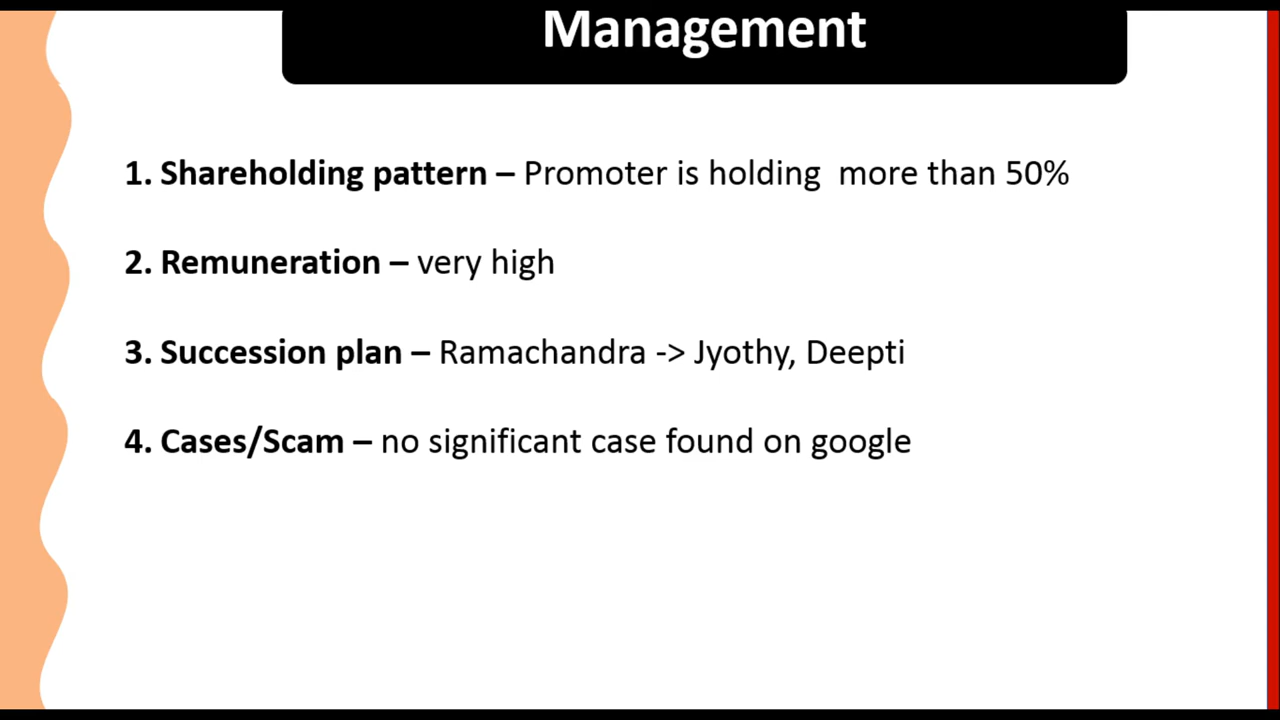 Management
1. Shareholding pattern – Promoter is holding  more than 50%
2. Remuneration – very high
3. Succession plan – Ramachandra -> Jyothy, Deepti
4. Cases/Scam – no significant case found on google